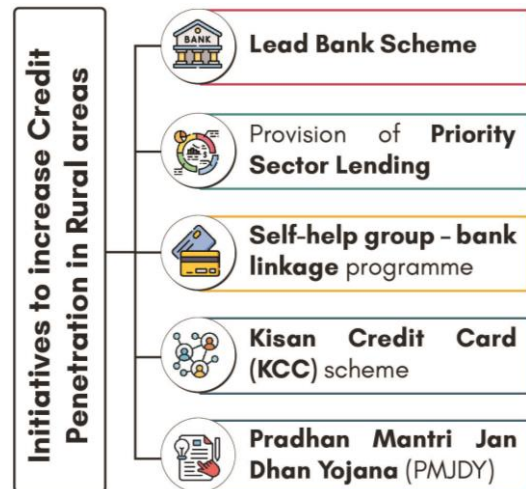 Initiatives to increase Credit
Penetration in Rural areas
BANK
Lead Bank Scheme
Provision of Priority
Sector Lending
Self-help group – bank
linkage programme
Kisan Credit Card
(KCC) scheme
Pradhan Mantri Jan
Dhan Yojana (PMJDY)